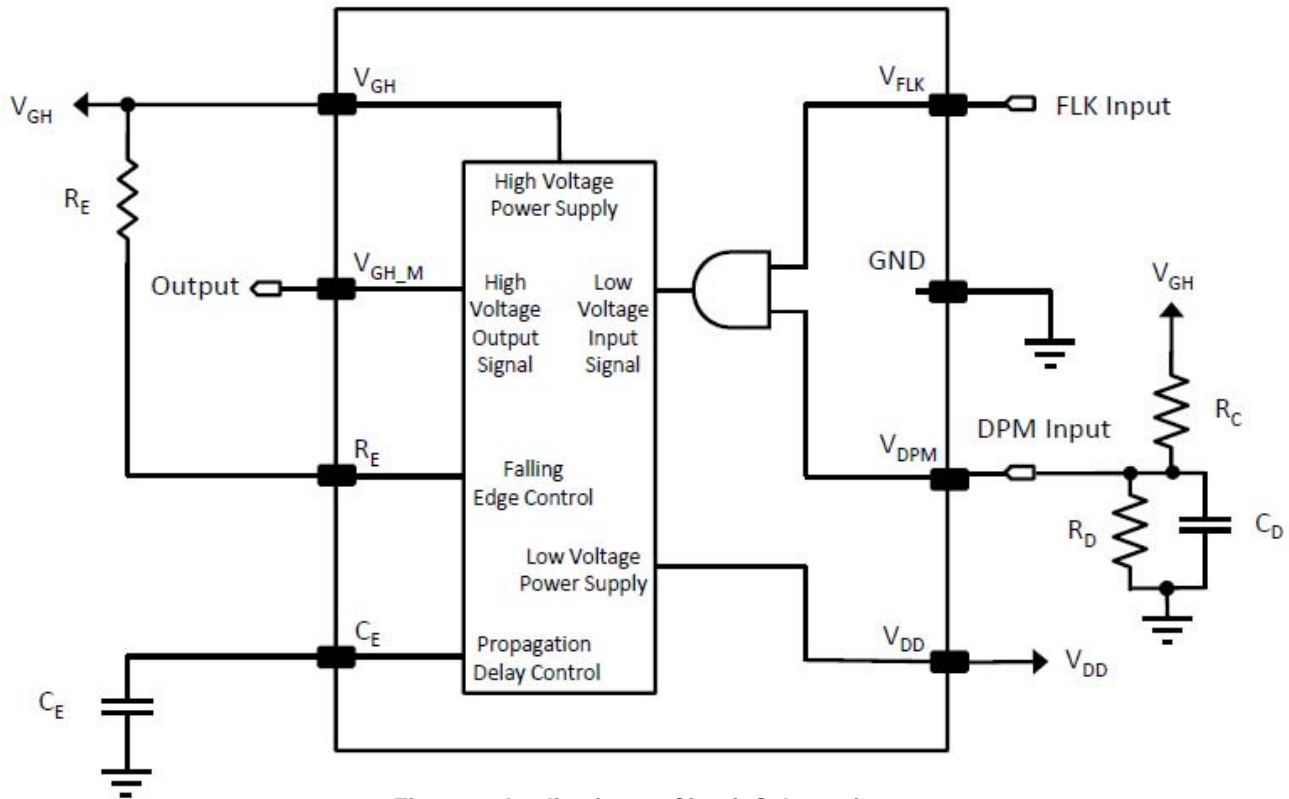 V_GH
V_FLK
V_GH
FLK Input
High Voltage
Power Supply
R_E
GND
V_GH_M
Output
High
Voltage
Output
Signal
Low
Voltage
Input
Signal
V_GH
R_C
DPM Input
R_E
V_DPM
Falling
Edge Control
R_D
C_D
Low Voltage
Power Supply
C_E
V_DD
V_DD
Propagation
Delay Control
C_E